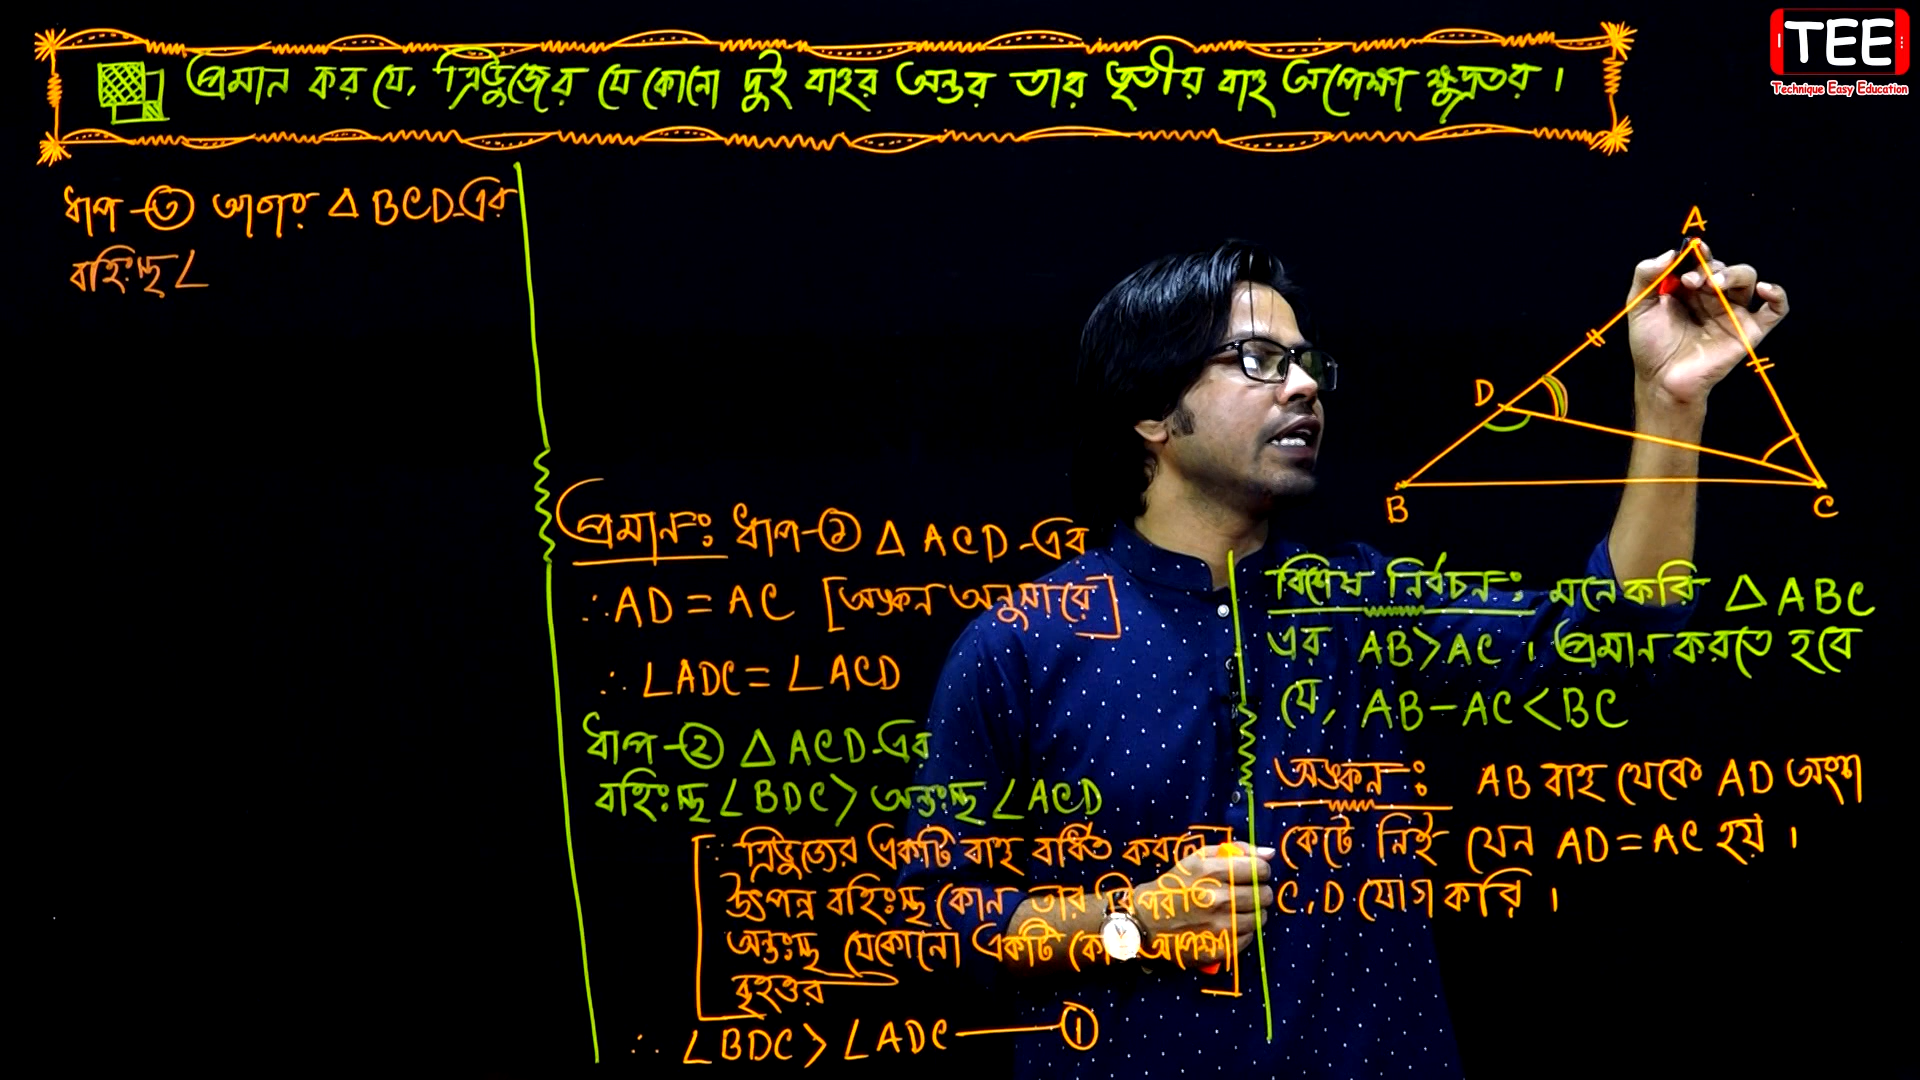 প্রমান কর যে, ত্রিভুজের যে কোনো দুই বাহুর অন্তর তার তৃতীয় বাহু অপেক্ষা ক্ষুদ্রতর।
TEE
Technique Easy Education
ধাপ-৩ আবার △ BCD-এর
বহিঃস্থ ∠
প্রমানঃ ধাপ-১ △ ACD-এর
∴ AD = AC [অঙ্কন অনুসারে]
∴ ∠ADC = ∠ACD
ধাপ-২ △ ACD-এর
বহিঃস্থ ∠BDC > অন্তঃস্থ ∠ACD
[∵ ত্রিভুজের একটি বাহু বর্ধিত করলে
উৎপন্ন বহিঃস্থ কোন তার বিপরীত
অন্তঃস্থ যেকোনো একটি কোন অপেক্ষা
বৃহত্তর]
∴ ∠BDC > ∠ADC — ①
A
D
B
C
বিশেষ নির্বচনঃ মনে করি △ ABC
এর AB > AC । প্রমান করতে হবে
যে, AB − AC < BC
অঙ্কনঃ AB বাহু থেকে AD অংশ
কেটে নিই যেন AD = AC হয় ।
C, D যোগ করি ।